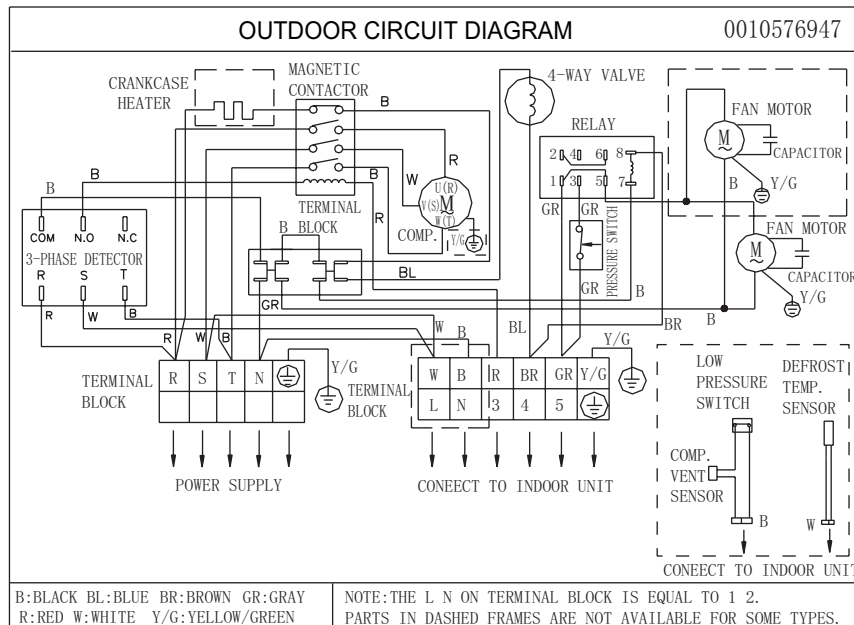 OUTDOOR CIRCUIT DIAGRAM 0010576947
CRANKCASE
HEATER
MAGNETIC
CONTACTOR
4-WAY VALVE
FAN MOTOR
M
CAPACITOR
Y/G
B
RELAY
2 4 6 8
1 3 5 7
GR GR
PRESSURE SWITCH
GR
B
B
B
R
W
U(R)
V(S) M
W(T)
COMP.
Y/G
B
R
TERMINAL
BLOCK
B
BL
GR
B
B
COM N.O N.C
3-PHASE DETECTOR
R S T
R W B
FAN MOTOR
M
CAPACITOR
Y/G
B
BR
BL
W B
R W B
Y/G
Y/G
TERMINAL
BLOCK
R S T N
POWER SUPPLY
TERMINAL
BLOCK
W B R BR GR Y/G
L N 3 4 5
CONEECT TO INDOOR UNIT
LOW
PRESSURE
SWITCH
DEFROST
TEMP.
SENSOR
COMP.
VENT
SENSOR
B
W
CONEECT TO INDOOR UNIT
B:BLACK BL:BLUE BR:BROWN GR:GRAY
R:RED W:WHITE Y/G:YELLOW/GREEN
NOTE:THE L N ON TERMINAL BLOCK IS EQUAL TO 1 2.
PARTS IN DASHED FRAMES ARE NOT AVAILABLE FOR SOME TYPES.